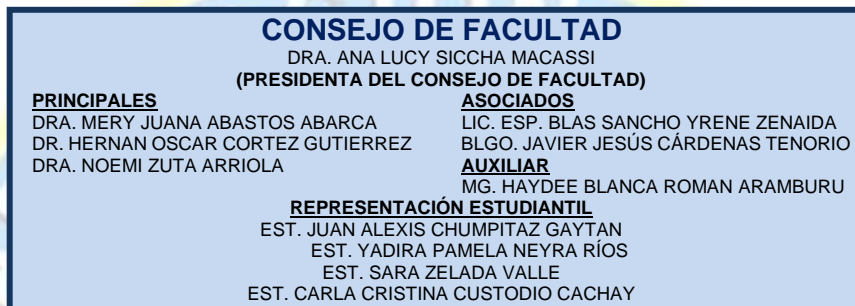 CONSEJO DE FACULTAD
DRA. ANA LUCY SICCHA MACASSI
(PRESIDENTA DEL CONSEJO DE FACULTAD)
PRINCIPALES
DRA. MERY JUANA ABASTOS ABARCA
DR. HERNAN OSCAR CORTEZ GUTIERREZ
DRA. NOEMI ZUTA ARRIOLA
ASOCIADOS
LIC. ESP. BLAS SANCHO YRENE ZENAIDA
BLGO. JAVIER JESÚS CÁRDENAS TENORIO
AUXILIAR
MG. HAYDEE BLANCA ROMAN ARAMBURU
REPRESENTACIÓN ESTUDIANTIL
EST. JUAN ALEXIS CHUMPITAZ GAYTAN
EST. YADIRA PAMELA NEYRA RÍOS
EST. SARA ZELADA VALLE
EST. CARLA CRISTINA CUSTODIO CACHAY